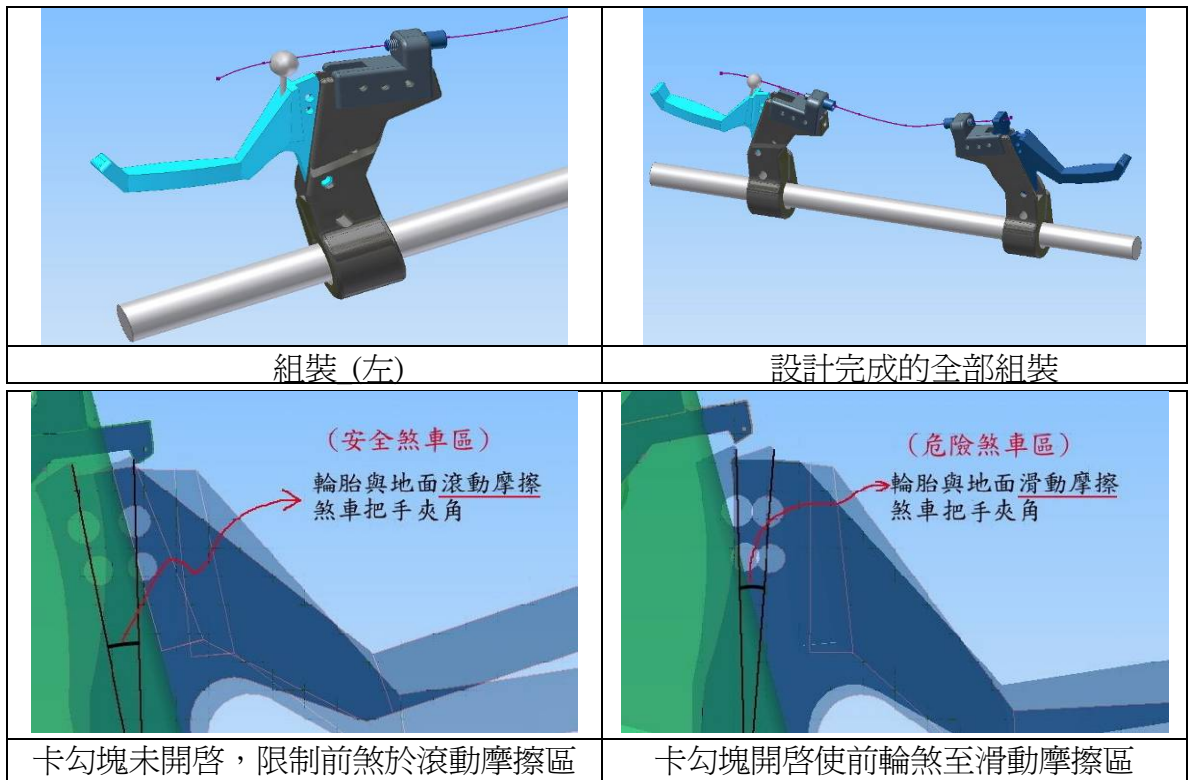 組裝_(左)
設計完成的全部組裝
(安全煞車區)
輪胎與地面滾動摩擦
煞車把手夾角
(危險煞車區)
輪胎與地面滑動摩擦
煞車把手夾角
卡勾塊未開啓,限制前煞於滾動摩擦區
卡勾塊開啓使前輪煞至滑動摩擦區